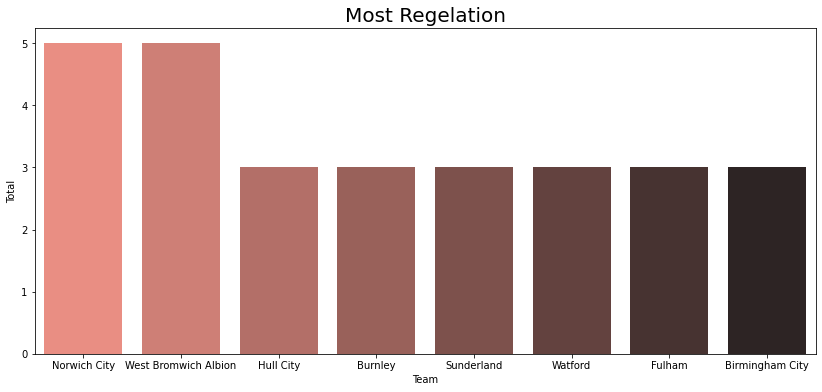 Most Regelation
5
4
3
2
1
0
Total
Norwich City West Bromwich Albion Hull City Burnley Sunderland Watford Fulham Birmingham City
Team